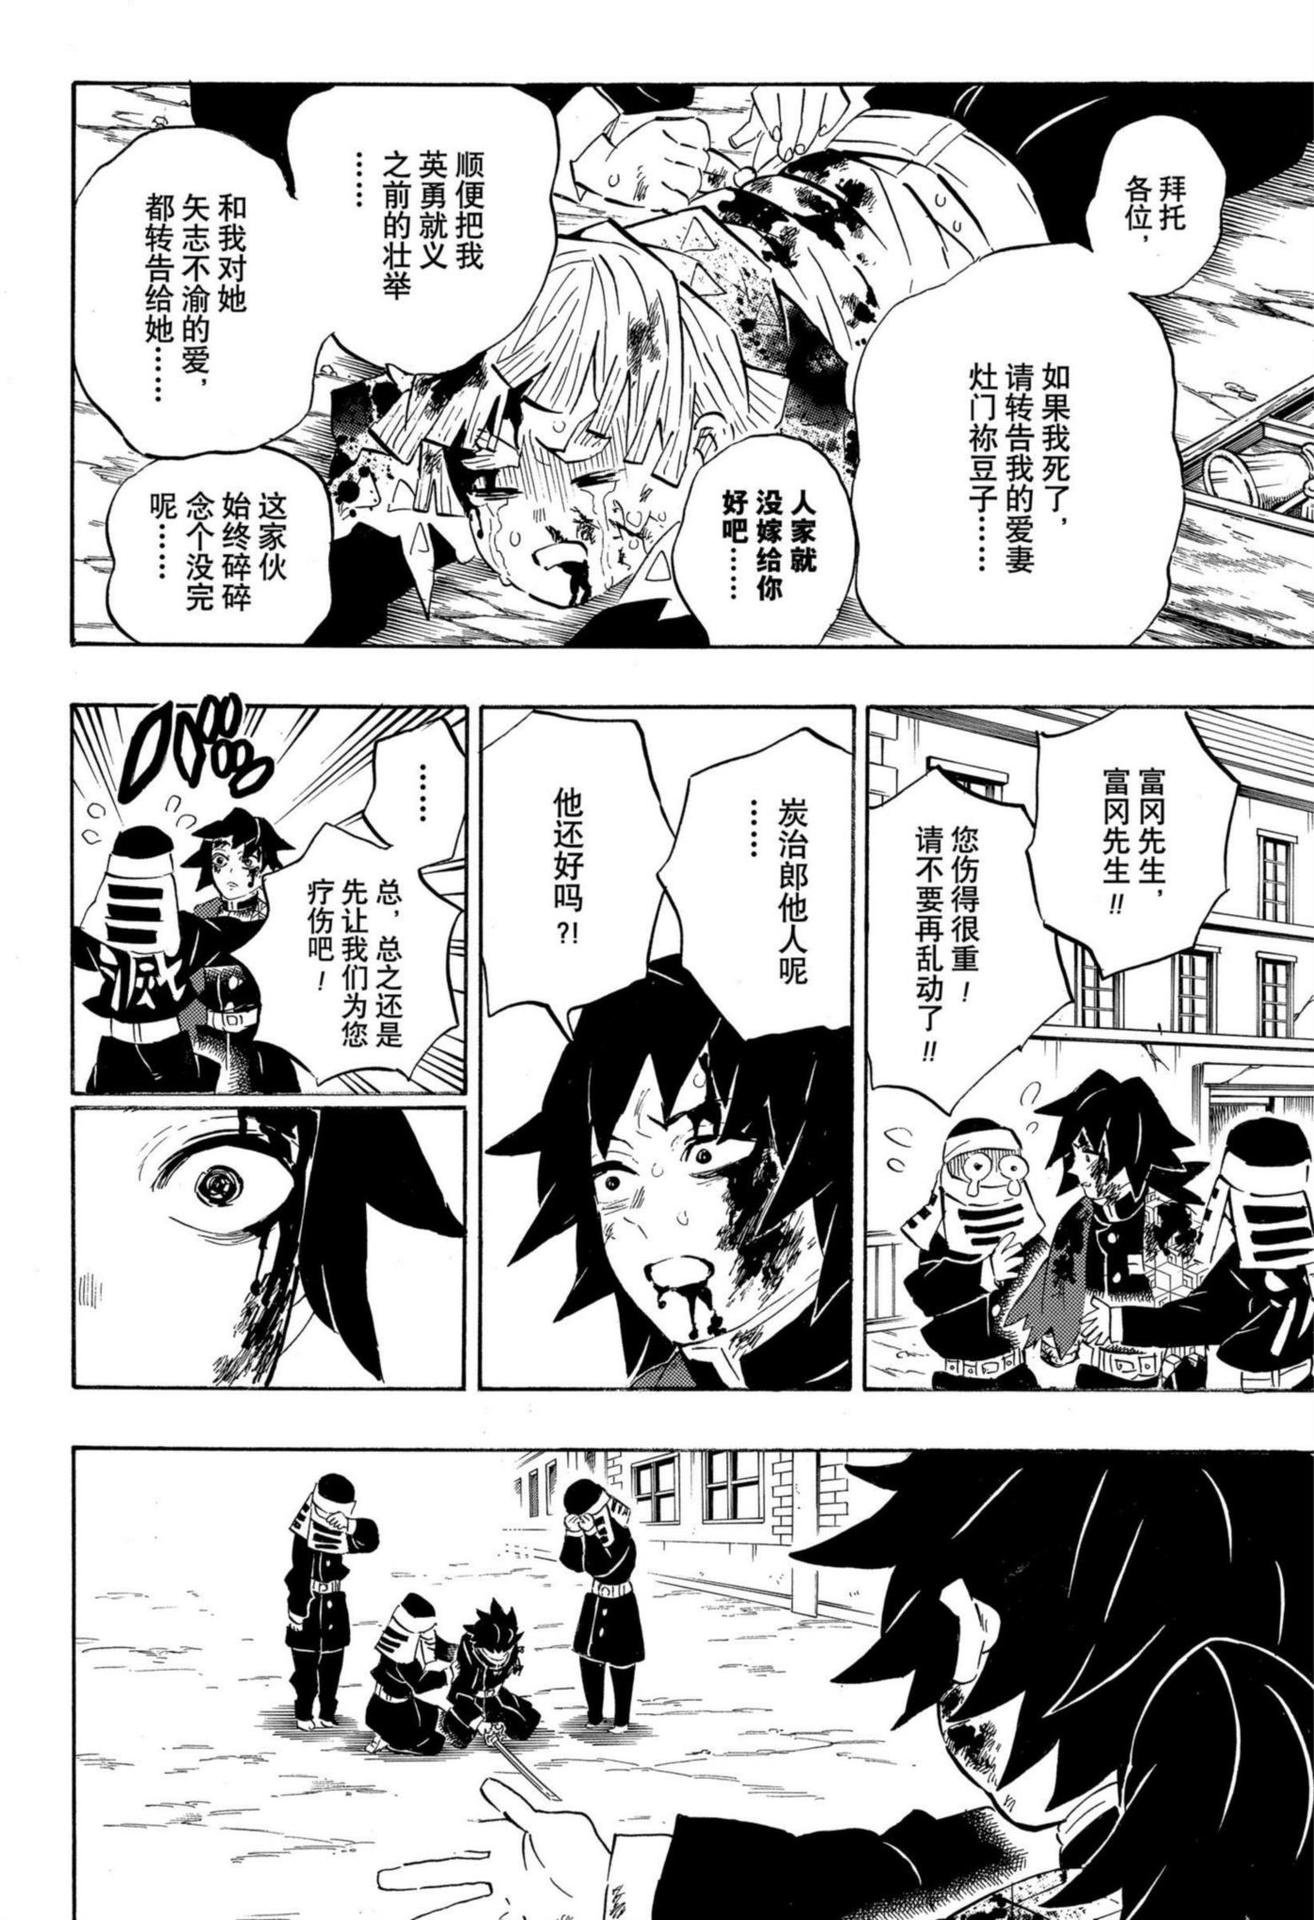 拜托
各位，
如果我死了，
请转告我的爱妻
灶门祢豆子……
人家就
没嫁给你
好吧……
顺便把我
英勇就义
之前的壮举
……
和我对她
矢志不渝的爱，
都转告给她……
这家伙
始终碎碎
念个没完
呢……
富冈先生，
富冈先生！！
您伤得很重！
请不要再乱动了！！
炭治郎他人呢
……
他还好吗?!
……
总，总之还是
先让我们为您
疗伤吧！
滅